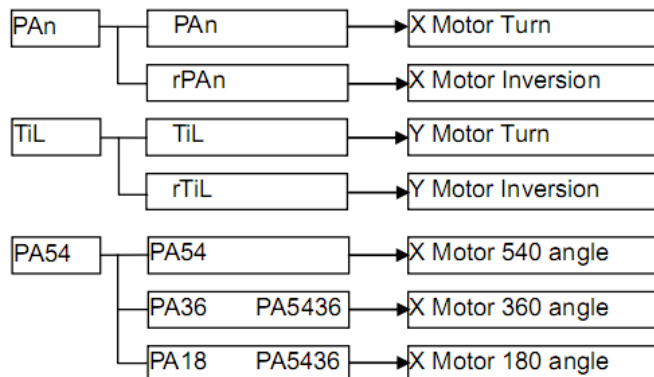 PAn PAn X Motor Turn
rPAn X Motor Inversion
TiL TiL Y Motor Turn
rTiL Y Motor Inversion
PA54 PA54 X Motor 540 angle
PA36 PA5436 X Motor 360 angle
PA18 PA5436 X Motor 180 angle